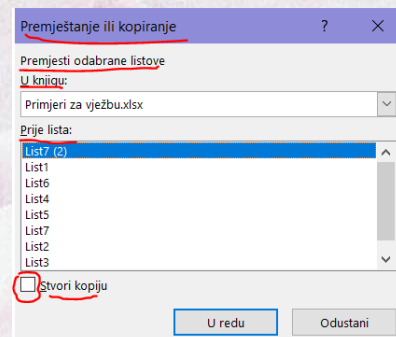 Premještanje ili kopiranje ? ×
Premjesti odabrane listove
U knjigu:
Primjeri za vježbu.xlsx
Prije lista:
List7 (2)
List1
List6
List4
List5
List7
List2
List3
Stvori kopiju
U redu Odustani